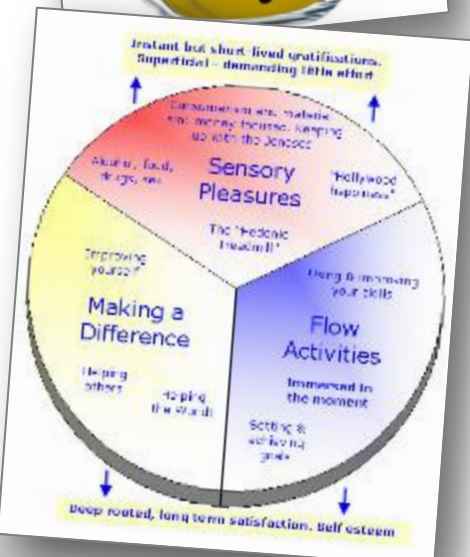 Instant but short-lived gratifications.
Superficial - demanding little effort
Consumerism and material
and money focused. Keeping
up with the Joneses
Alcohol, food,
drugs, sex
Sensory
Pleasures
"Hollywood
happiness"
The "Hedonic
treadmill"
Improving
yourself
Making a
Difference
Helping
others
Helping
the World
Using & improving
your skills
Flow
Activities
Immersed in
the moment
Setting &
achieving
goals
Deep rooted, long term satisfaction. Self esteem